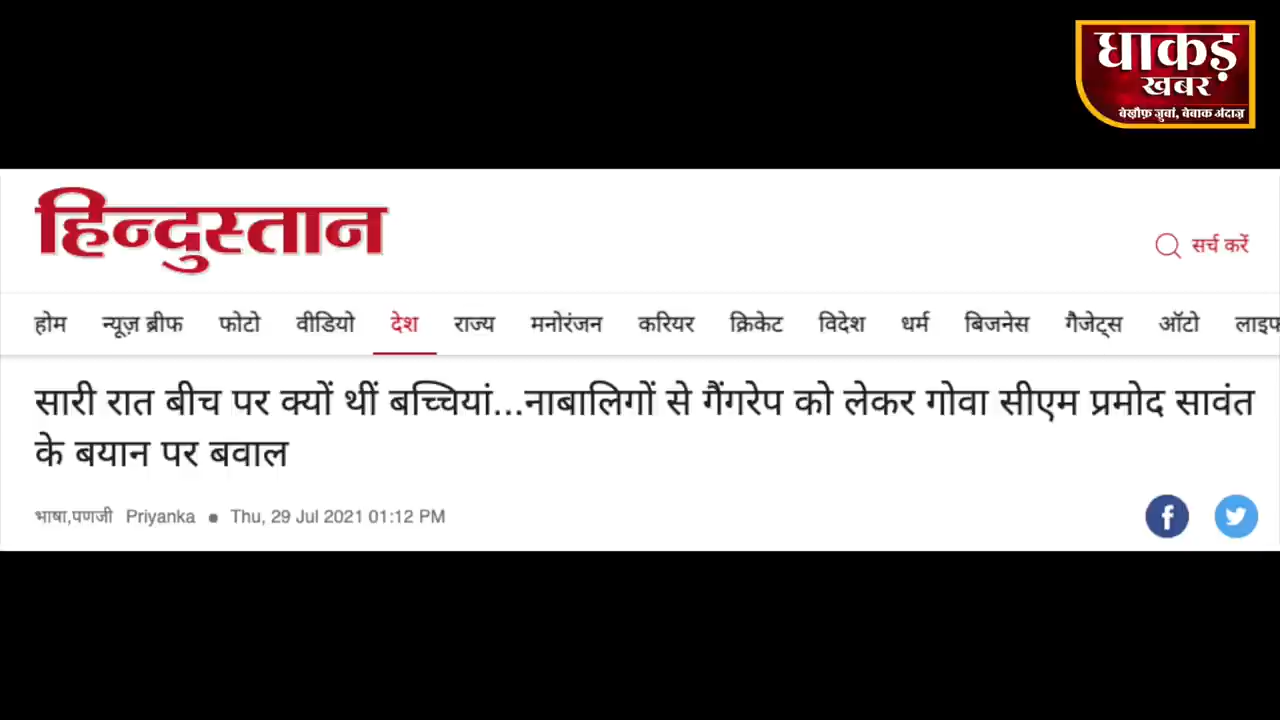 धाकड़
खबर
बेख़ौफ़ जुवां, बेबाक अंदाज़
हिन्दुस्तान
सर्च करें
होम न्यूज़ ब्रीफ फोटो वीडियो देश राज्य मनोरंजन करियर क्रिकेट विदेश धर्म बिजनेस गैजेट्स ऑटो लाइफ
सारी रात बीच पर क्यों थीं बच्चियां...नाबालिगों से गैंगरेप को लेकर गोवा सीएम प्रमोद सावंत
के बयान पर बवाल
भाषा,पणजी Priyanka ● Thu, 29 Jul 2021 01:12 PM